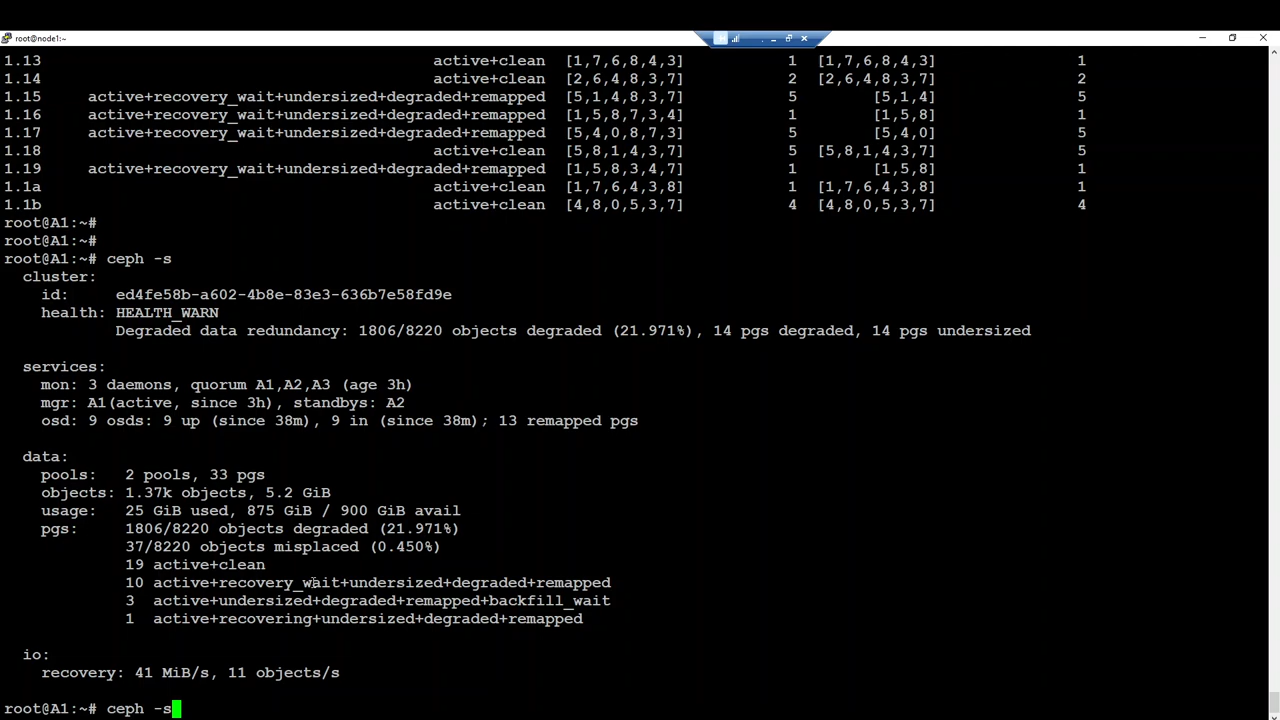 root@node1:~
1.13 active+clean [1,7,6,8,4,3] 1 [1,7,6,8,4,3] 1
1.14 active+clean [2,6,4,8,3,7] 2 [2,6,4,8,3,7] 2
1.15 active+recovery_wait+undersized+degraded+remapped [5,1,4,8,3,7] 5 [5,1,4] 5
1.16 active+recovery_wait+undersized+degraded+remapped [1,5,8,7,3,4] 1 [1,5,8] 1
1.17 active+recovery_wait+undersized+degraded+remapped [5,4,0,8,7,3] 5 [5,4,0] 5
1.18 active+clean [5,8,1,4,3,7] 5 [5,8,1,4,3,7] 5
1.19 active+recovery_wait+undersized+degraded+remapped [1,5,8,3,4,7] 1 [1,5,8] 1
1.1a active+clean [1,7,6,4,3,8] 1 [1,7,6,4,3,8] 1
1.1b active+clean [4,8,0,5,3,7] 4 [4,8,0,5,3,7] 4
root@A1:~#
root@A1:~#
root@A1:~# ceph -s
cluster:
id: ed4fe58b-a602-4b8e-83e3-636b7e58fd9e
health: HEALTH_WARN
Degraded data redundancy: 1806/8220 objects degraded (21.971%), 14 pgs degraded, 14 pgs undersized
services:
mon: 3 daemons, quorum A1,A2,A3 (age 3h)
mgr: A1(active, since 3h), standbys: A2
osd: 9 osds: 9 up (since 38m), 9 in (since 38m); 13 remapped pgs
data:
pools: 2 pools, 33 pgs
objects: 1.37k objects, 5.2 GiB
usage: 25 GiB used, 875 GiB / 900 GiB avail
pgs: 1806/8220 objects degraded (21.971%)
37/8220 objects misplaced (0.450%)
19 active+clean
10 active+recovery_wait+undersized+degraded+remapped
3 active+undersized+degraded+remapped+backfill_wait
1 active+recovering+undersized+degraded+remapped
io:
recovery: 41 MiB/s, 11 objects/s
root@A1:~# ceph -s